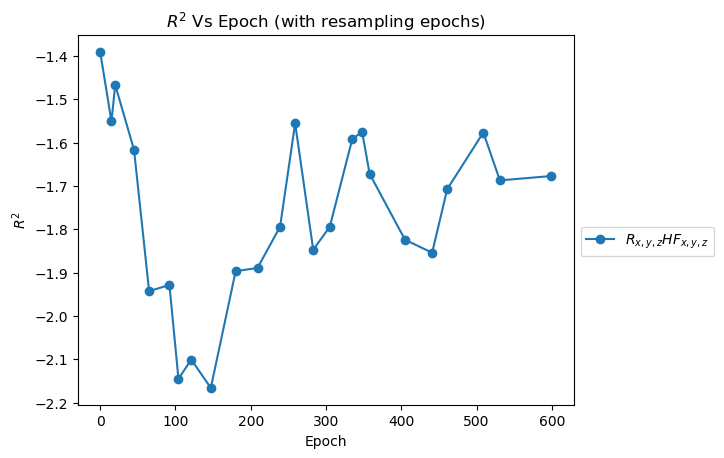 R² Vs Epoch (with resampling epochs)
−1.4
−1.5
−1.6
−1.7
−1.8
−1.9
−2.0
−2.1
−2.2
R²
0 100 200 300 400 500 600
Epoch
R_{x, y, z}HF_{x, y, z}